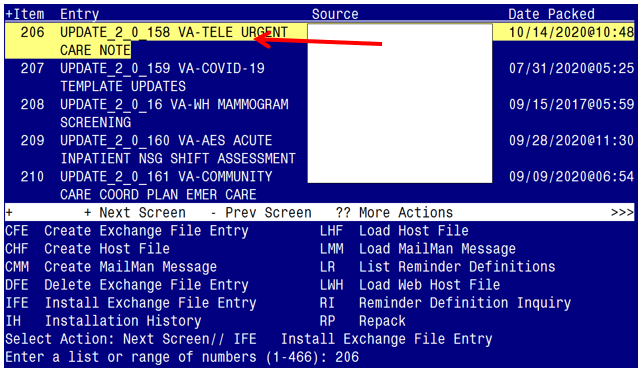 +Item  Entry  Source  Date Packed
206  UPDATE_2_0_158 VA-TELE URGENT  10/14/2020@10:48
CARE NOTE
207  UPDATE_2_0_159 VA-COVID-19  07/31/2020@05:25
TEMPLATE UPDATES
208  UPDATE_2_0_16 VA-WH MAMMOGRAM  09/15/2017@05:59
SCREENING
209  UPDATE_2_0_160 VA-AES ACUTE  09/28/2020@11:30
INPATIENT NSG SHIFT ASSESSMENT
210  UPDATE_2_0_161 VA-COMMUNITY  09/09/2020@06:54
CARE COORD PLAN EMER CARE
+  + Next Screen  - Prev Screen  ?? More Actions  >>>
CFE  Create Exchange File Entry  LHF  Load Host File
CHF  Create Host File  LMM  Load MailMan Message
CMM  Create MailMan Message  LR  List Reminder Definitions
DFE  Delete Exchange File Entry  LWH  Load Web Host File
IFE  Install Exchange File Entry  RI  Reminder Definition Inquiry
IH  Installation History  RP  Repack
Select Action: Next Screen// IFE  Install Exchange File Entry
Enter a list or range of numbers (1-466): 206